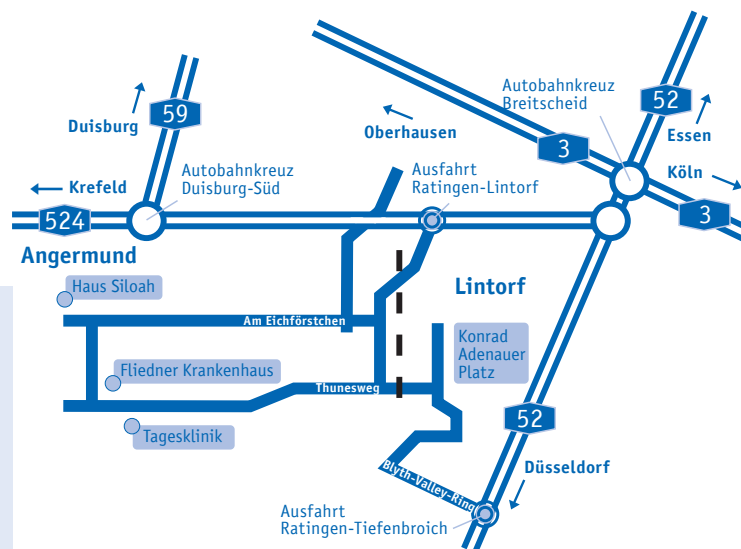 Autobahnkreuz
Breitscheid
52
59
Duisburg
Oberhausen
Essen
3
Autobahnkreuz
Duisburg-Süd
Ausfahrt
Ratingen-Lintorf
Köln
Krefeld
524
3
Angermund
Haus Siloah
Lintorf
Am Eichförstchen
Konrad
Adenauer
Platz
Fliedner Krankenhaus
Thunesweg
52
Tagesklinik
Blyth-Valley-Ring
Düsseldorf
Ausfahrt
Ratingen-Tiefenbroich